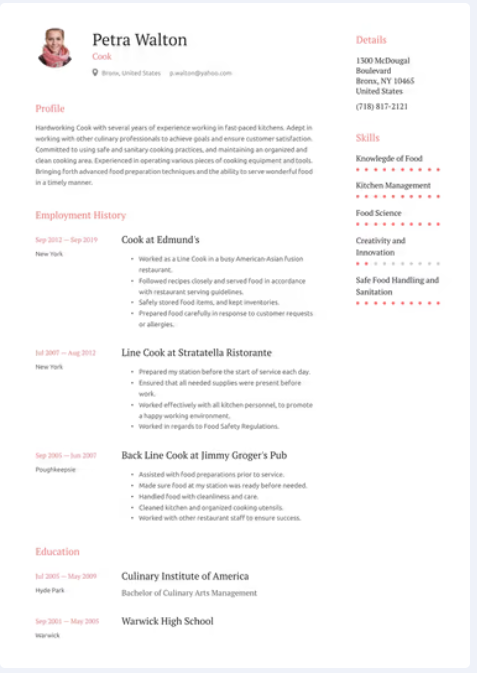 Petra Walton
Cook
Bronx, United States p.walton@yahoo.com
Profile
Hardworking Cook with several years of experience working in fast-paced kitchens. Adept in
working with other culinary professionals to achieve goals and ensure customer satisfaction.
Committed to using safe and sanitary cooking practices, and maintaining an organized and
clean cooking area. Experienced in operating various pieces of cooking equipment and tools.
Bringing forth advanced food preparation techniques and the ability to serve wonderful food
in a timely manner.
Employment History
Sep 2012 — Sep 2019
New York
Cook at Edmund's
• Worked as a Line Cook in a busy American-Asian fusion
restaurant.
• Followed recipes closely and served food in accordance
with restaurant serving guidelines.
• Safely stored food items, and kept inventories.
• Prepared food carefully in response to customer requests
or allergies.
Jul 2007 — Aug 2012
New York
Line Cook at Stratatella Ristorante
• Prepared my station before the start of service each day.
• Ensured that all needed supplies were present before
work.
• Worked effectively with all kitchen personnel, to promote
a happy working environment.
• Worked in regards to Food Safety Regulations.
Sep 2005 — Jun 2007
Poughkeepsie
Back Line Cook at Jimmy Groger's Pub
• Assisted with food preparations prior to service.
• Made sure food at my station was ready before needed.
• Handled food with cleanliness and care.
• Cleaned kitchen and organized cooking utensils.
• Worked with other restaurant staff to ensure success.
Education
Jul 2005 — May 2009
Hyde Park
Culinary Institute of America
Bachelor of Culinary Arts Management
Sep 2001 — May 2005
Warwick
Warwick High School
Details
1300 McDougal
Boulevard
Bronx, NY 10465
United States
(718) 817-2121
Skills
Knowlegde of Food
Kitchen Management
Food Science
Creativity and
Innovation
Safe Food Handling and
Sanitation